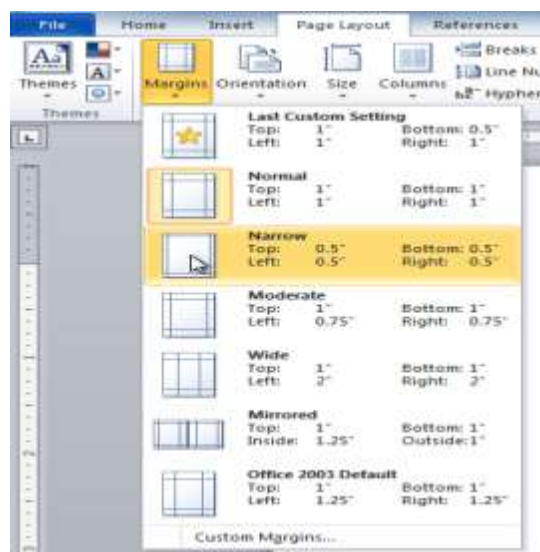 File Home Insert Page Layout References
Breaks
Line Nu
Hyphen
Themes Margins Orientation Size Columns
Themes
Last Custom Setting
Top: 1" Bottom: 0.5"
Left: 1" Right: 1"
Normal
Top: 1" Bottom: 1"
Left: 1" Right: 1"
Narrow
Top: 0.5" Bottom: 0.5"
Left: 0.5" Right: 0.5"
Moderate
Top: 1" Bottom: 1"
Left: 0.75" Right: 0.75"
Wide
Top: 1" Bottom: 1"
Left: 2" Right: 2"
Mirrored
Top: 1" Bottom: 1"
Inside: 1.25" Outside: 1"
Office 2003 Default
Top: 1" Bottom: 1"
Left: 1.25" Right: 1.25"
Custom Margins...